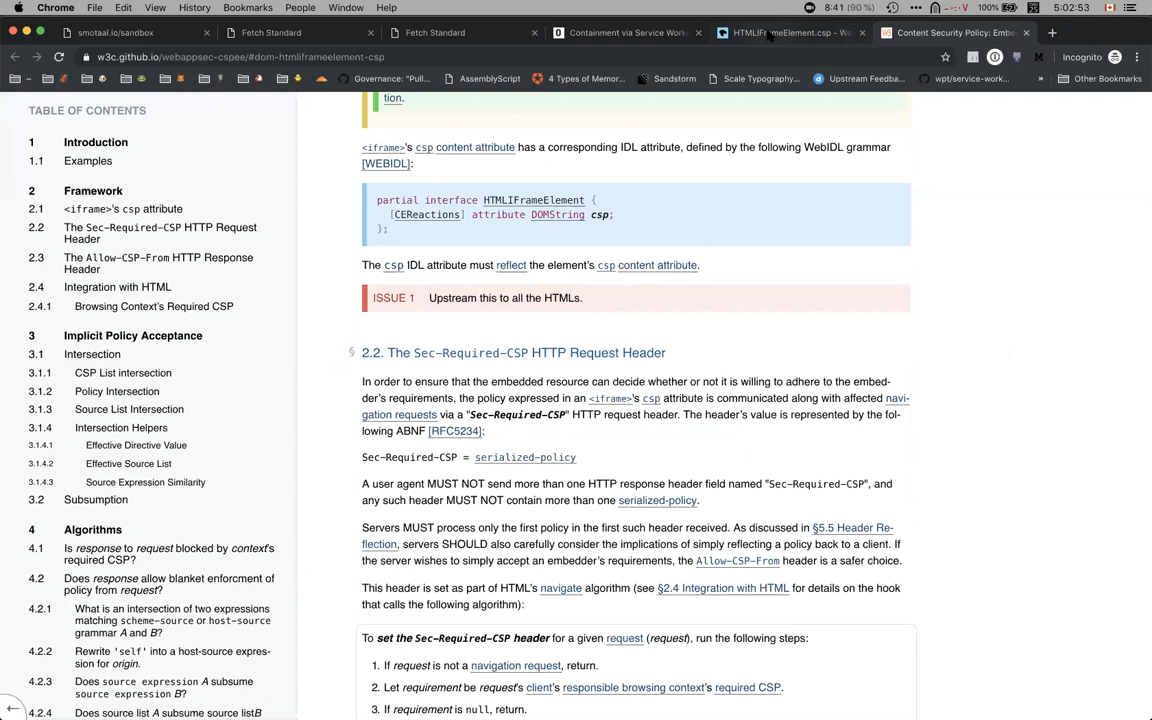 Chrome File Edit View History Bookmarks People Window Help 8:41 (90%) 100% 5:02:53
smotaal/sandbox × Fetch Standard × Fetch Standard × Containment via Service Work × HTMLIFrameElement.csp - We × Content Security Policy: Embe × +
w3c.github.io/webappsec-cspee/#dom-htmliframeelement-csp Incognito
Governance: "Pull... AssemblyScript 4 Types of Memor... Sandstorm Scale Typography... Upstream Feedba... wpt/service-work... » Other Bookmarks
TABLE OF CONTENTS
1 Introduction
1.1 Examples
2 Framework
2.1 <iframe>'s csp attribute
2.2 The Sec-Required-CSP HTTP Request
Header
2.3 The Allow-CSP-From HTTP Response
Header
2.4 Integration with HTML
2.4.1 Browsing Context's Required CSP
3 Implicit Policy Acceptance
3.1 Intersection
3.1.1 CSP List intersection
3.1.2 Policy Intersection
3.1.3 Source List Intersection
3.1.4 Intersection Helpers
3.1.4.1 Effective Directive Value
3.1.4.2 Effective Source List
3.1.4.3 Source Expression Similarity
3.2 Subsumption
4 Algorithms
4.1 Is response to request blocked by context's
required CSP?
4.2 Does response allow blanket enforcment of
policy from request?
4.2.1 What is an intersection of two expressions
matching scheme-source or host-source
grammar A and B?
4.2.2 Rewrite 'self' into a host-source expres-
sion for origin.
4.2.3 Does source expression A subsume
source expression B?
4.2.4 Does source list A subsume source listB
tion.
<iframe>'s csp content attribute has a corresponding IDL attribute, defined by the following WebIDL grammar
[WEBIDL]:
partial interface HTMLIFrameElement {
[CEReactions] attribute DOMString csp;
};
The csp IDL attribute must reflect the element's csp content attribute.
ISSUE 1 Upstream this to all the HTMLs.
§ 2.2. The Sec-Required-CSP HTTP Request Header
In order to ensure that the embedded resource can decide whether or not it is willing to adhere to the embed-
der's requirements, the policy expressed in an <iframe>'s csp attribute is communicated along with affected navi-
gation requests via a "Sec-Required-CSP" HTTP request header. The header's value is represented by the fol-
lowing ABNF [RFC5234]:
Sec-Required-CSP = serialized-policy
A user agent MUST NOT send more than one HTTP response header field named "Sec-Required-CSP", and
any such header MUST NOT contain more than one serialized-policy.
Servers MUST process only the first policy in the first such header received. As discussed in §5.5 Header Re-
flection, servers SHOULD also carefully consider the implications of simply reflecting a policy back to a client. If
the server wishes to simply accept an embedder's requirements, the Allow-CSP-From header is a safer choice.
This header is set as part of HTML's navigate algorithm (see §2.4 Integration with HTML for details on the hook
that calls the following algorithm):
To set the Sec-Required-CSP header for a given request (request), run the following steps:
1. If request is not a navigation request, return.
2. Let requirement be request's client's responsible browsing context's required CSP.
3. If requirement is null, return.